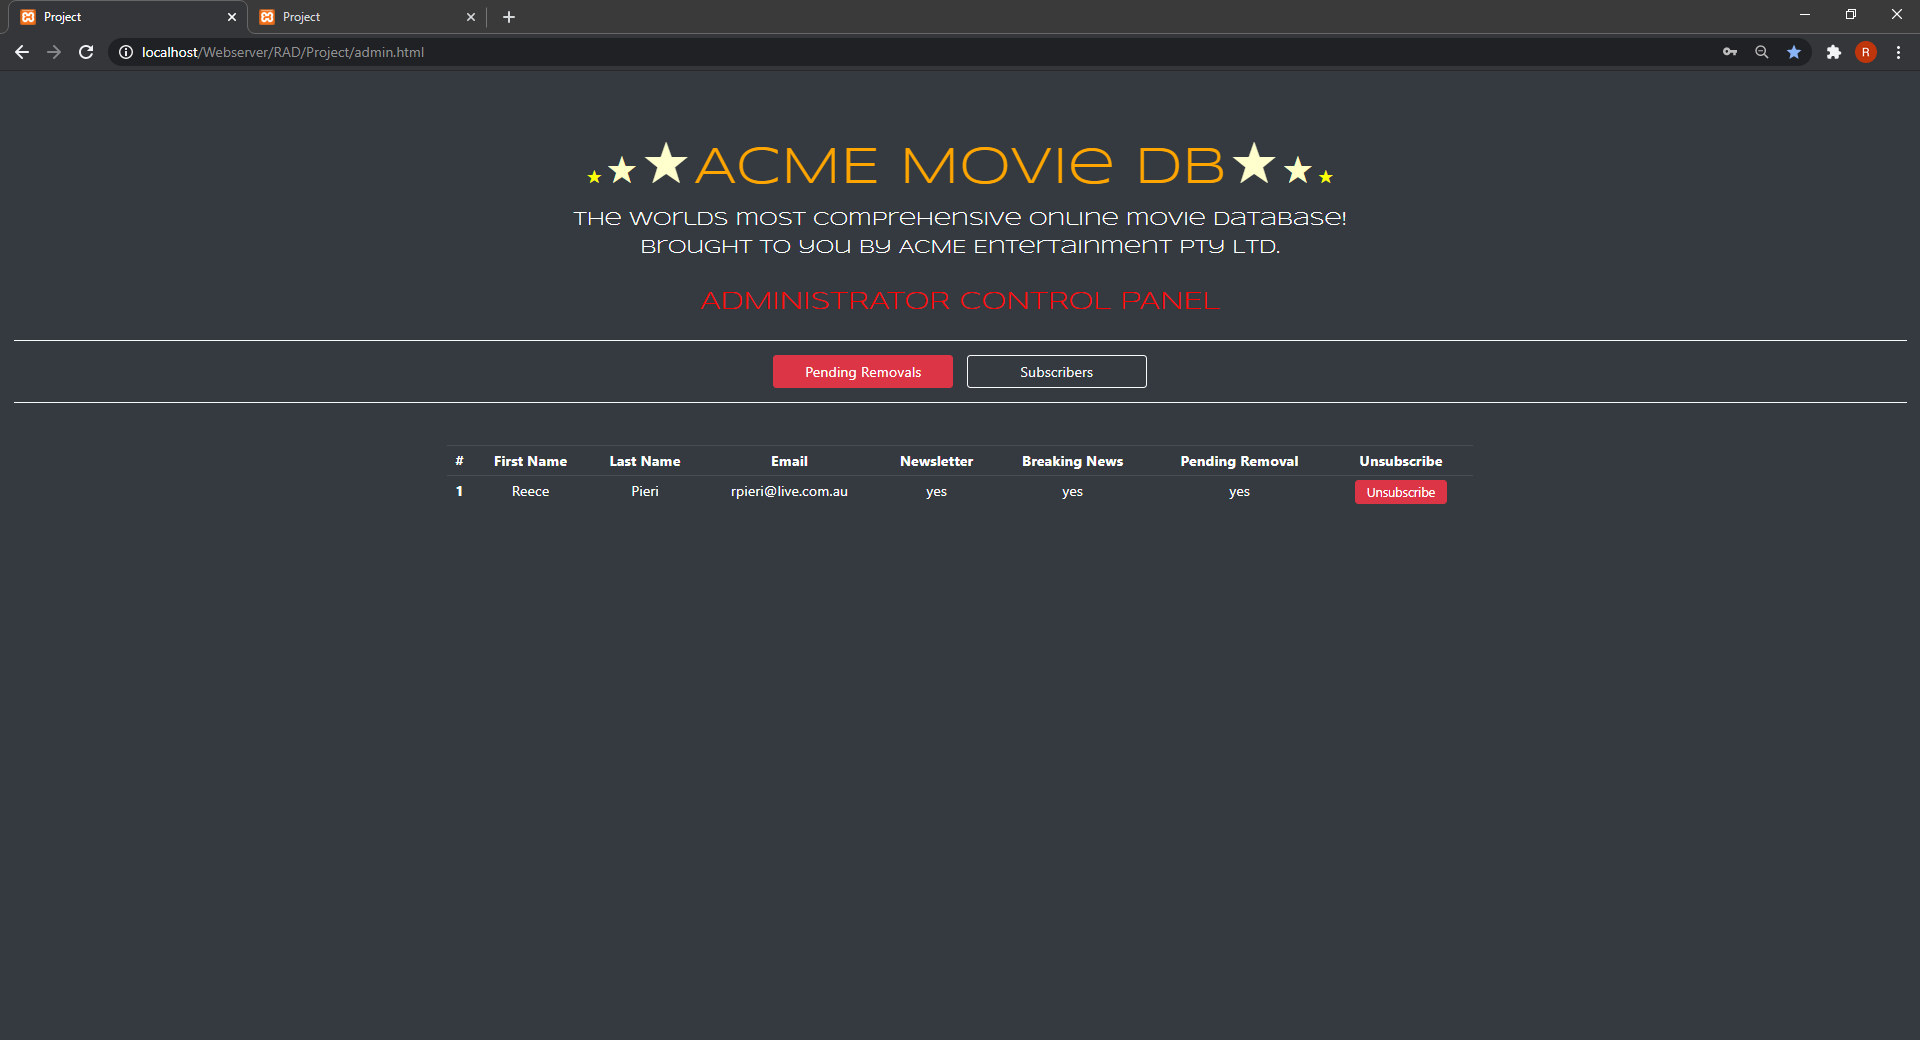 Project
Project
localhost/Webserver/RAD/Project/admin.html
R
ACME Movie DB
The worlds most comprehensive online movie database!
Brought to you by ACME Entertainment Pty Ltd.
ADMINISTRATOR CONTROL PANEL
Pending Removals Subscribers
# First Name Last Name Email Newsletter Breaking News Pending Removal Unsubscribe
1 Reece Pieri rpieri@live.com.au yes yes yes Unsubscribe